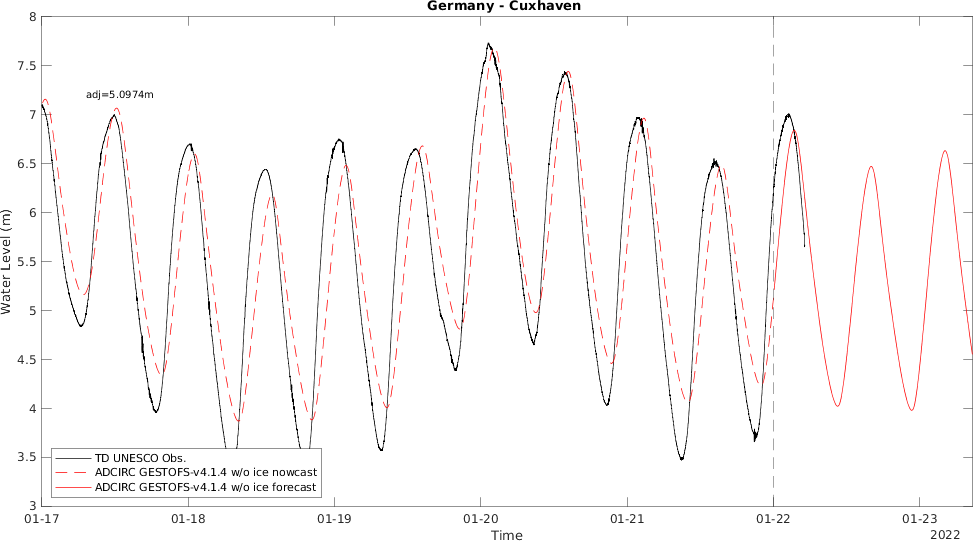 Germany - Cuxhaven
8
7.5
7
6.5
6
5.5
5
4.5
4
3.5
3
Water Level (m)
adj=5.0974m
TD UNESCO Obs.
ADCIRC GESTOFS-v4.1.4 w/o ice nowcast
ADCIRC GESTOFS-v4.1.4 w/o ice forecast
01-17 01-18 01-19 01-20 01-21 01-22 01-23
Time
2022